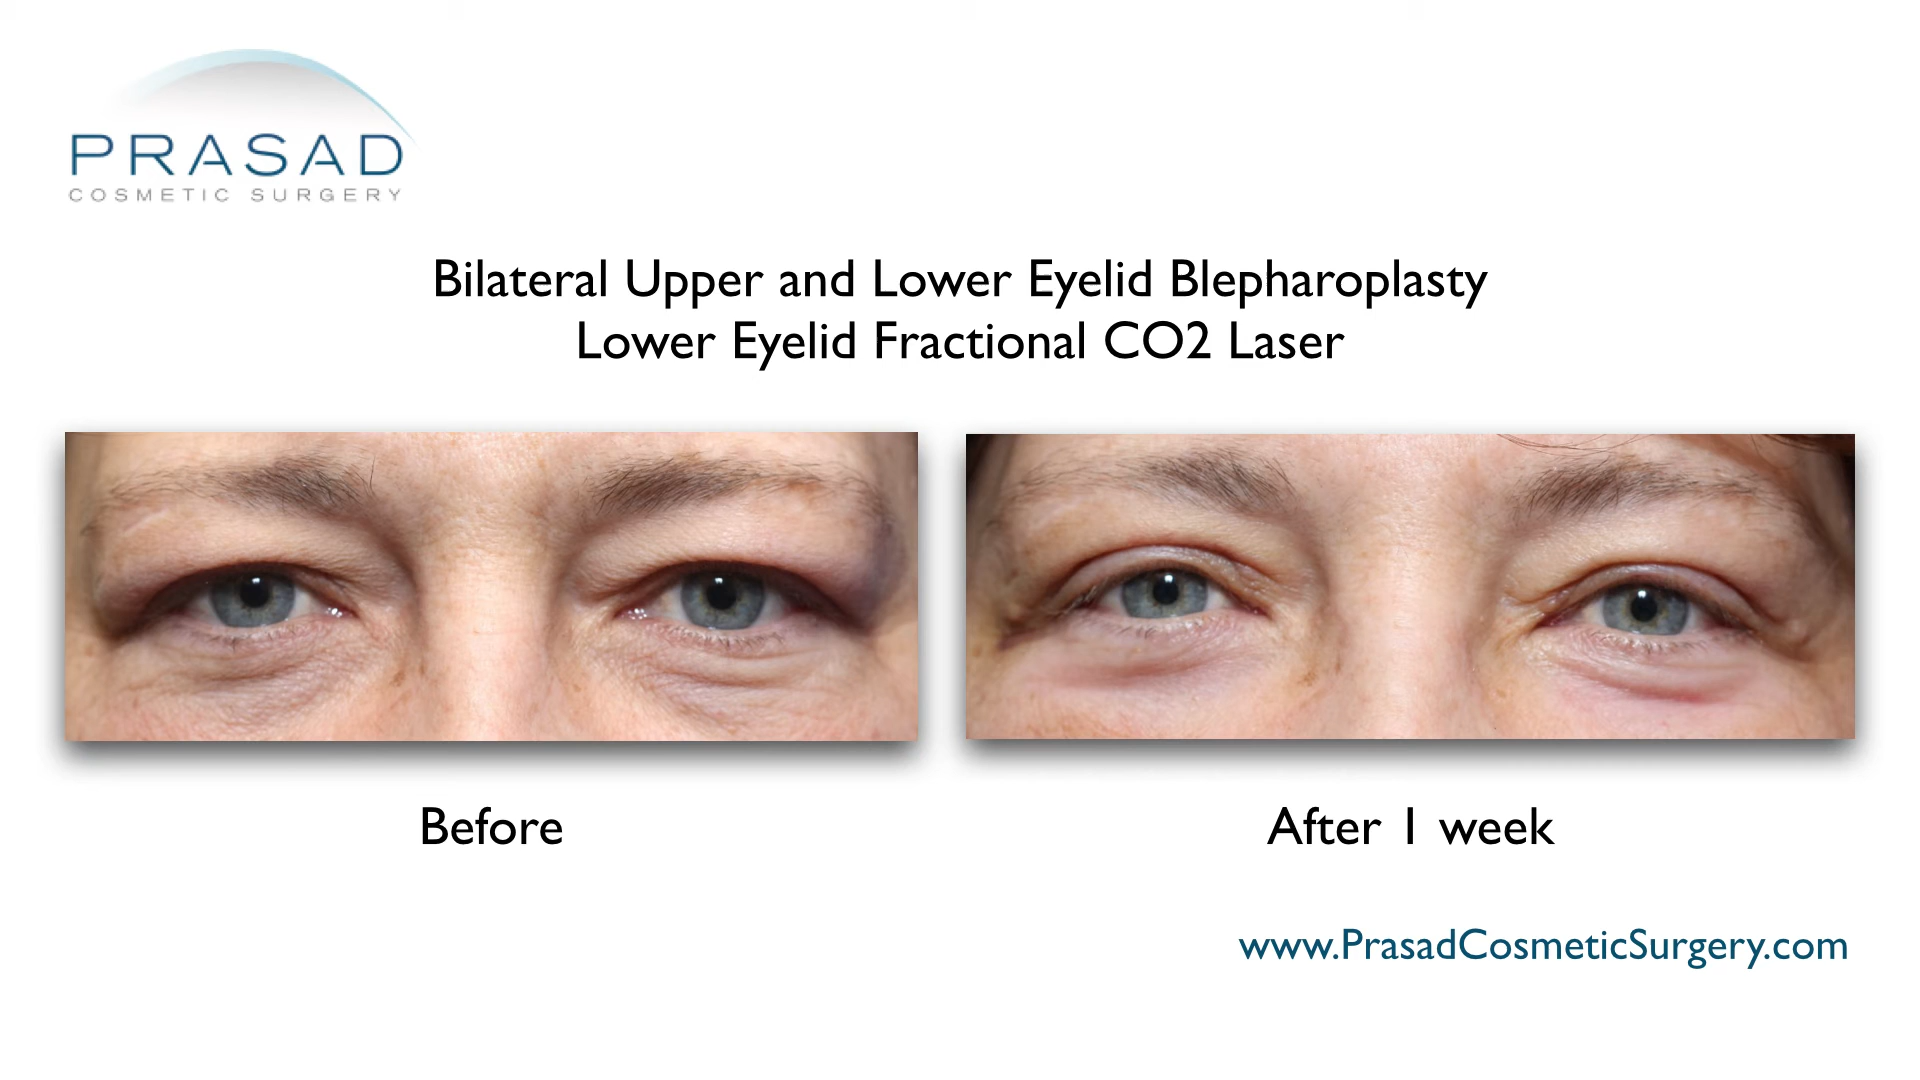 PRASAD
COSMETIC SURGERY
Bilateral Upper and Lower Eyelid Blepharoplasty
Lower Eyelid Fractional CO2 Laser
Before
After 1 week
www.PrasadCosmeticSurgery.com